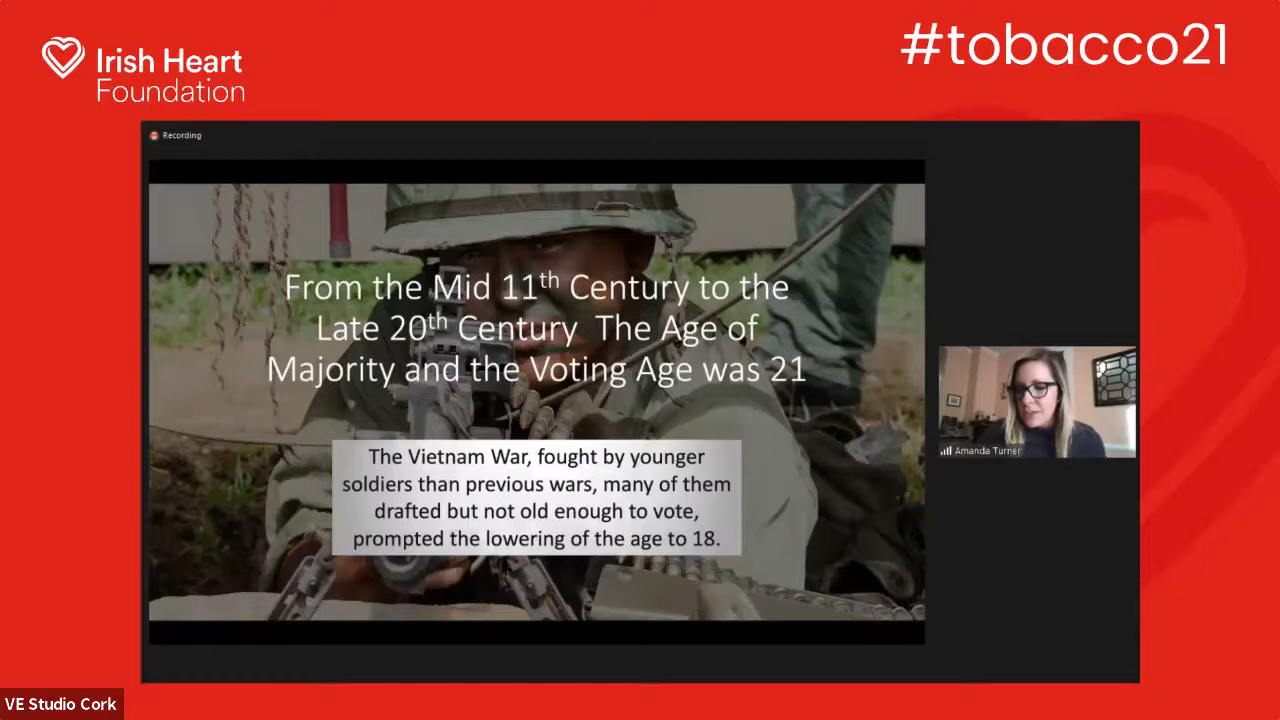 Irish Heart
Foundation
#tobacco21
Recording
From the Mid 11th Century to the
Late 20th Century The Age of
Majority and the Voting Age was 21
The Vietnam War, fought by younger
soldiers than previous wars, many of them
drafted but not old enough to vote,
prompted the lowering of the age to 18.
Amanda Turner
VE Studio Cork